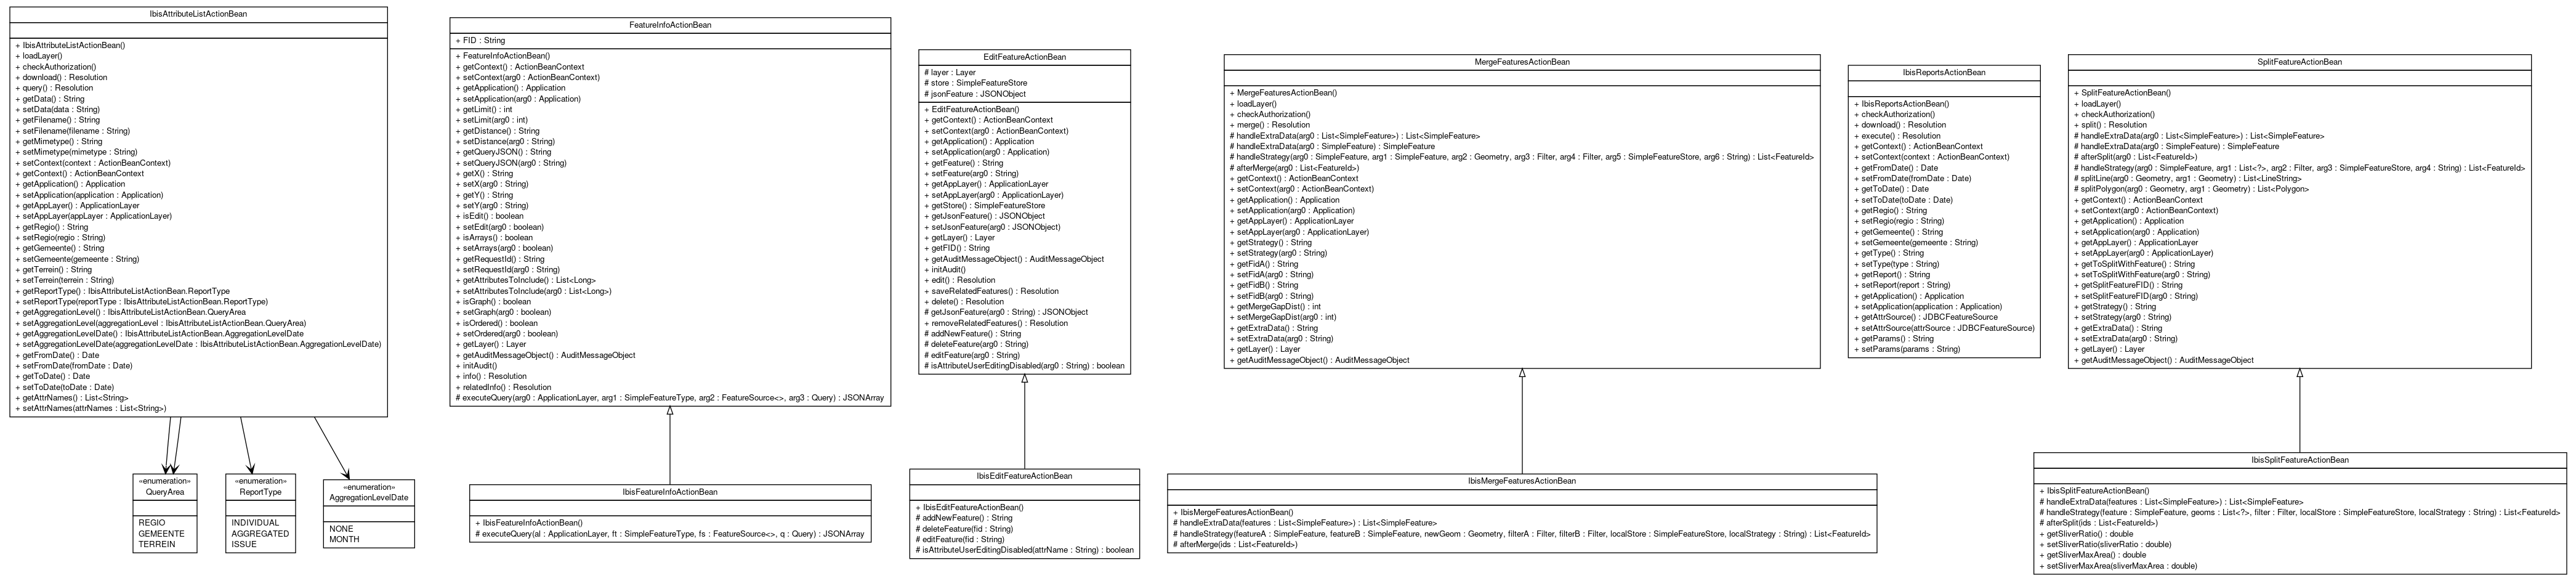 IbisAttributeListActionBean
+ IbisAttributeListActionBean()
+ loadLayer()
+ checkAuthorization()
+ download() : Resolution
+ query() : Resolution
+ getData() : String
+ setData(data : String)
+ getFilename() : String
+ setFilename(filename : String)
+ getMimetype() : String
+ setMimetype(mimetype : String)
+ setContext(context : ActionBeanContext)
+ getContext() : ActionBeanContext
+ getApplication() : Application
+ setApplication(application : Application)
+ getAppLayer() : ApplicationLayer
+ setAppLayer(appLayer : ApplicationLayer)
+ getRegio() : String
+ setRegio(regio : String)
+ getGemeente() : String
+ setGemeente(gemeente : String)
+ getTerrein() : String
+ setTerrein(terrein : String)
+ getReportType() : IbisAttributeListActionBean.ReportType
+ setReportType(reportType : IbisAttributeListActionBean.ReportType)
+ getAggregationLevel() : IbisAttributeListActionBean.QueryArea
+ setAggregationLevel(aggregationLevel : IbisAttributeListActionBean.QueryArea)
+ getAggregationLevelDate() : IbisAttributeListActionBean.AggregationLevelDate
+ setAggregationLevelDate(aggregationLevelDate : IbisAttributeListActionBean.AggregationLevelDate)
+ getFromDate() : Date
+ setFromDate(fromDate : Date)
+ getToDate() : Date
+ setToDate(toDate : Date)
+ getAttrNames() : List<String>
+ setAttrNames(attrNames : List<String>)
«enumeration»
QueryArea
REGIO
GEMEENTE
TERREIN
«enumeration»
ReportType
INDIVIDUAL
AGGREGATED
ISSUE
«enumeration»
AggregationLevelDate
NONE
MONTH
FeatureInfoActionBean
+ FID : String
+ FeatureInfoActionBean()
+ getContext() : ActionBeanContext
+ setContext(arg0 : ActionBeanContext)
+ getApplication() : Application
+ setApplication(arg0 : Application)
+ getLimit() : int
+ setLimit(arg0 : int)
+ getDistance() : String
+ setDistance(arg0 : String)
+ getQueryJSON() : String
+ setQueryJSON(arg0 : String)
+ getX() : String
+ setX(arg0 : String)
+ getY() : String
+ setY(arg0 : String)
+ isEdit() : boolean
+ setEdit(arg0 : boolean)
+ isArrays() : boolean
+ setArrays(arg0 : boolean)
+ getRequestId() : String
+ setRequestId(arg0 : String)
+ getAttributesToInclude() : List<Long>
+ setAttributesToInclude(arg0 : List<Long>)
+ isGraph() : boolean
+ setGraph(arg0 : boolean)
+ isOrdered() : boolean
+ setOrdered(arg0 : boolean)
+ getLayer() : Layer
+ getAuditMessageObject() : AuditMessageObject
+ initAudit()
+ info() : Resolution
+ relatedInfo() : Resolution
# executeQuery(arg0 : ApplicationLayer, arg1 : SimpleFeatureType, arg2 : FeatureSource<>, arg3 : Query) : JSONArray
IbisFeatureInfoActionBean
+ IbisFeatureInfoActionBean()
# executeQuery(al : ApplicationLayer, ft : SimpleFeatureType, fs : FeatureSource<>, q : Query) : JSONArray
EditFeatureActionBean
# layer : Layer
# store : SimpleFeatureStore
# jsonFeature : JSONObject
+ EditFeatureActionBean()
+ getContext() : ActionBeanContext
+ setContext(arg0 : ActionBeanContext)
+ getApplication() : Application
+ setApplication(arg0 : Application)
+ getFeature() : String
+ setFeature(arg0 : String)
+ getAppLayer() : ApplicationLayer
+ setAppLayer(arg0 : ApplicationLayer)
+ getStore() : SimpleFeatureStore
+ getJsonFeature() : JSONObject
+ setJsonFeature(arg0 : JSONObject)
+ getLayer() : Layer
+ getFID() : String
+ getAuditMessageObject() : AuditMessageObject
+ initAudit()
+ edit() : Resolution
+ saveRelatedFeatures() : Resolution
+ delete() : Resolution
# getJsonFeature(arg0 : String) : JSONObject
+ removeRelatedFeatures() : Resolution
# addNewFeature() : String
# deleteFeature(arg0 : String)
# editFeature(arg0 : String)
# isAttributeUserEditingDisabled(arg0 : String) : boolean
IbisEditFeatureActionBean
+ IbisEditFeatureActionBean()
# addNewFeature() : String
# deleteFeature(fid : String)
# editFeature(fid : String)
# isAttributeUserEditingDisabled(attrName : String) : boolean
MergeFeaturesActionBean
+ MergeFeaturesActionBean()
+ loadLayer()
+ checkAuthorization()
+ merge() : Resolution
# handleExtraData(arg0 : List<SimpleFeature>) : List<SimpleFeature>
# handleExtraData(arg0 : SimpleFeature) : SimpleFeature
# handleStrategy(arg0 : SimpleFeature, arg1 : SimpleFeature, arg2 : Geometry, arg3 : Filter, arg4 : Filter, arg5 : SimpleFeatureStore, arg6 : String) : List<FeatureId>
# afterMerge(arg0 : List<FeatureId>)
+ getContext() : ActionBeanContext
+ setContext(arg0 : ActionBeanContext)
+ getApplication() : Application
+ setApplication(arg0 : Application)
+ getAppLayer() : ApplicationLayer
+ setAppLayer(arg0 : ApplicationLayer)
+ getStrategy() : String
+ setStrategy(arg0 : String)
+ getFidA() : String
+ setFidA(arg0 : String)
+ getFidB() : String
+ setFidB(arg0 : String)
+ getMergeGapDist() : int
+ setMergeGapDist(arg0 : int)
+ getExtraData() : String
+ setExtraData(arg0 : String)
+ getLayer() : Layer
+ getAuditMessageObject() : AuditMessageObject
IbisMergeFeaturesActionBean
+ IbisMergeFeaturesActionBean()
# handleExtraData(features : List<SimpleFeature>) : List<SimpleFeature>
# handleStrategy(featureA : SimpleFeature, featureB : SimpleFeature, newGeom : Geometry, filterA : Filter, filterB : Filter, localStore : SimpleFeatureStore, localStrategy : String) : List<FeatureId>
# afterMerge(ids : List<FeatureId>)
IbisReportsActionBean
+ IbisReportsActionBean()
+ checkAuthorization()
+ download() : Resolution
+ execute() : Resolution
+ getContext() : ActionBeanContext
+ setContext(context : ActionBeanContext)
+ getFromDate() : Date
+ setFromDate(fromDate : Date)
+ getToDate() : Date
+ setToDate(toDate : Date)
+ getRegio() : String
+ setRegio(regio : String)
+ getGemeente() : String
+ setGemeente(gemeente : String)
+ getType() : String
+ setType(type : String)
+ getReport() : String
+ setReport(report : String)
+ getApplication() : Application
+ setApplication(application : Application)
+ getAttrSource() : JDBCFeatureSource
+ setAttrSource(attrSource : JDBCFeatureSource)
+ getParams() : String
+ setParams(params : String)
SplitFeatureActionBean
+ SplitFeatureActionBean()
+ loadLayer()
+ checkAuthorization()
+ split() : Resolution
# handleExtraData(arg0 : List<SimpleFeature>) : List<SimpleFeature>
# handleExtraData(arg0 : SimpleFeature) : SimpleFeature
# afterSplit(arg0 : List<FeatureId>)
# handleStrategy(arg0 : SimpleFeature, arg1 : List<?>, arg2 : Filter, arg3 : SimpleFeatureStore, arg4 : String) : List<FeatureId>
# splitLine(arg0 : Geometry, arg1 : Geometry) : List<LineString>
# splitPolygon(arg0 : Geometry, arg1 : Geometry) : List<Polygon>
+ getContext() : ActionBeanContext
+ setContext(arg0 : ActionBeanContext)
+ getApplication() : Application
+ setApplication(arg0 : Application)
+ getAppLayer() : ApplicationLayer
+ setAppLayer(arg0 : ApplicationLayer)
+ getToSplitWithFeature() : String
+ setToSplitWithFeature(arg0 : String)
+ getSplitFeatureFID() : String
+ setSplitFeatureFID(arg0 : String)
+ getStrategy() : String
+ setStrategy(arg0 : String)
+ getExtraData() : String
+ setExtraData(arg0 : String)
+ getLayer() : Layer
+ getAuditMessageObject() : AuditMessageObject
IbisSplitFeatureActionBean
+ IbisSplitFeatureActionBean()
# handleExtraData(features : List<SimpleFeature>) : List<SimpleFeature>
# handleStrategy(feature : SimpleFeature, geoms : List<?>, filter : Filter, localStore : SimpleFeatureStore, localStrategy : String) : List<FeatureId>
# afterSplit(ids : List<FeatureId>)
+ getSliverRatio() : double
+ setSliverRatio(sliverRatio : double)
+ getSliverMaxArea() : double
+ setSliverMaxArea(sliverMaxArea : double)